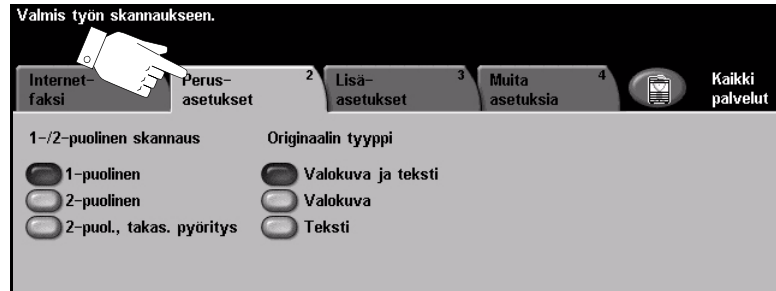 Valmis työn skannaukseen.
Internet-
faksi
Perus-
asetukset
2
Lisä-
asetukset
3
Muita
asetuksia
4
Kaikki
palvelut
1-/2-puolinen skannaus
Originaalin tyyppi
1-puolinen
Valokuva ja teksti
2-puolinen
Valokuva
2-puol., takas. pyöritys
Teksti